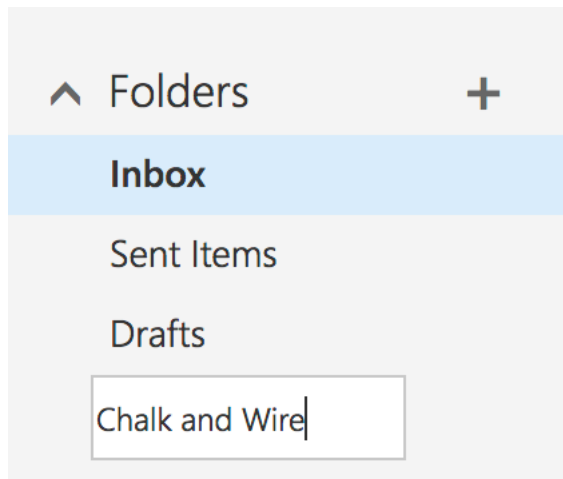 Folders +
Inbox
Sent Items
Drafts
Chalk and Wire